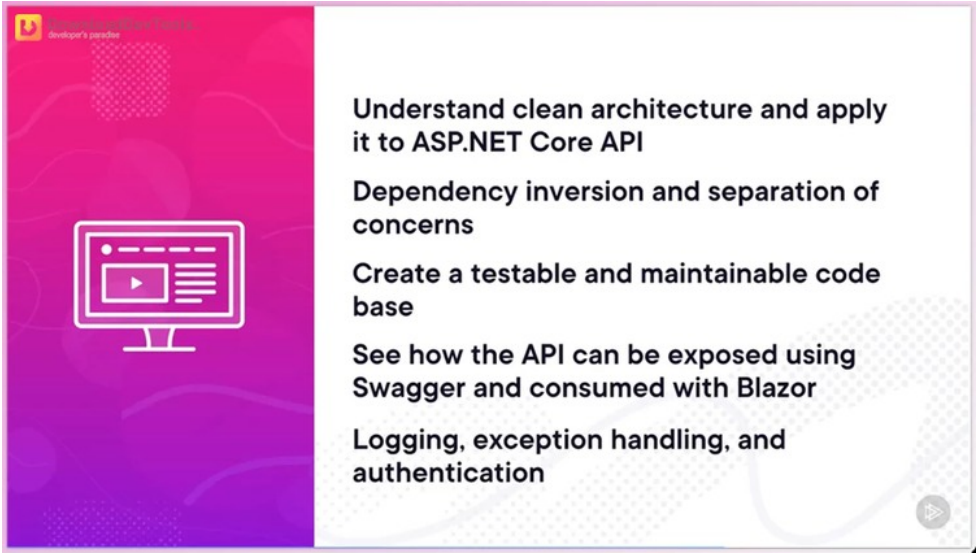 developer's paradise
Understand clean architecture and apply
it to ASP.NET Core API
Dependency inversion and separation of
concerns
Create a testable and maintainable code
base
See how the API can be exposed using
Swagger and consumed with Blazor
Logging, exception handling, and
authentication